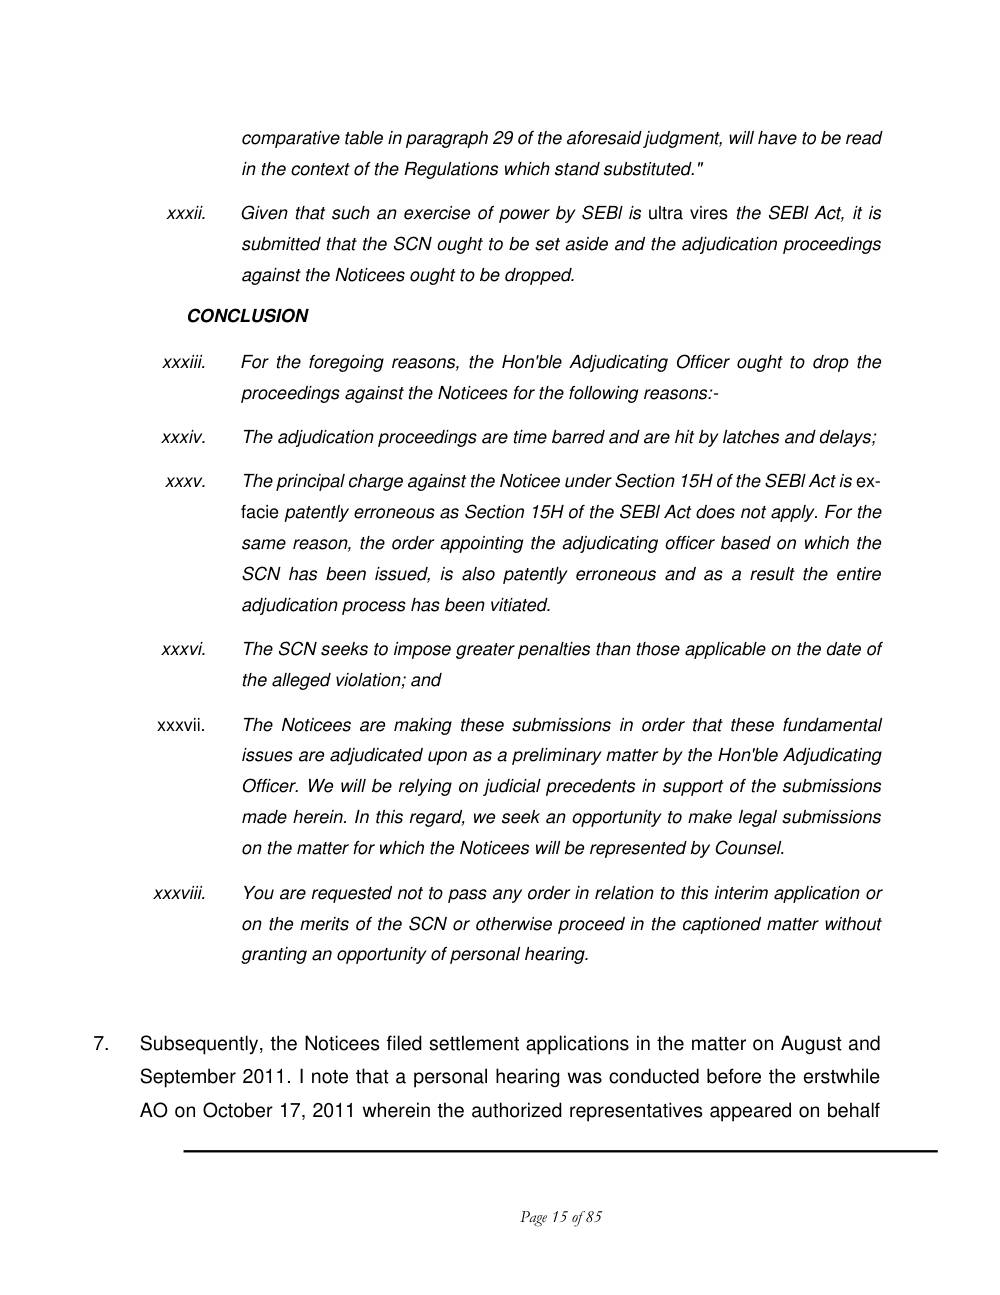 comparative table in paragraph 29 of the aforesaid judgment, will have to be read
in the context of the Regulations which stand substituted."
xxxii. Given that such an exercise of power by SEBI is ultra vires the SEBI Act, it is
submitted that the SCN ought to be set aside and the adjudication proceedings
against the Noticees ought to be dropped.
CONCLUSION
xxxiii. For the foregoing reasons, the Hon'ble Adjudicating Officer ought to drop the
proceedings against the Noticees for the following reasons:-
xxxiv. The adjudication proceedings are time barred and are hit by latches and delays;
xxxv. The principal charge against the Noticee under Section 15H of the SEBI Act is ex-
facie patently erroneous as Section 15H of the SEBI Act does not apply. For the
same reason, the order appointing the adjudicating officer based on which the
SCN has been issued, is also patently erroneous and as a result the entire
adjudication process has been vitiated.
xxxvi. The SCN seeks to impose greater penalties than those applicable on the date of
the alleged violation; and
xxxvii. The Noticees are making these submissions in order that these fundamental
issues are adjudicated upon as a preliminary matter by the Hon'ble Adjudicating
Officer. We will be relying on judicial precedents in support of the submissions
made herein. In this regard, we seek an opportunity to make legal submissions
on the matter for which the Noticees will be represented by Counsel.
xxxviii. You are requested not to pass any order in relation to this interim application or
on the merits of the SCN or otherwise proceed in the captioned matter without
granting an opportunity of personal hearing.
7. Subsequently, the Noticees filed settlement applications in the matter on August and
September 2011. I note that a personal hearing was conducted before the erstwhile
AO on October 17, 2011 wherein the authorized representatives appeared on behalf
Page 15 of 85